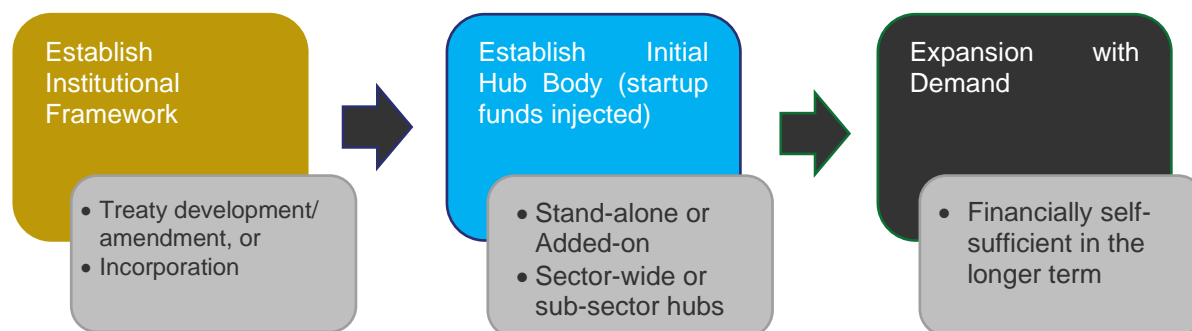 Establish
Institutional
Framework
• Treaty development/
amendment, or
• Incorporation
Establish Initial
Hub Body (startup
funds injected)
• Stand-alone or
Added-on
• Sector-wide or
sub-sector hubs
Expansion with
Demand
• Financially self-
sufficient in the
longer term